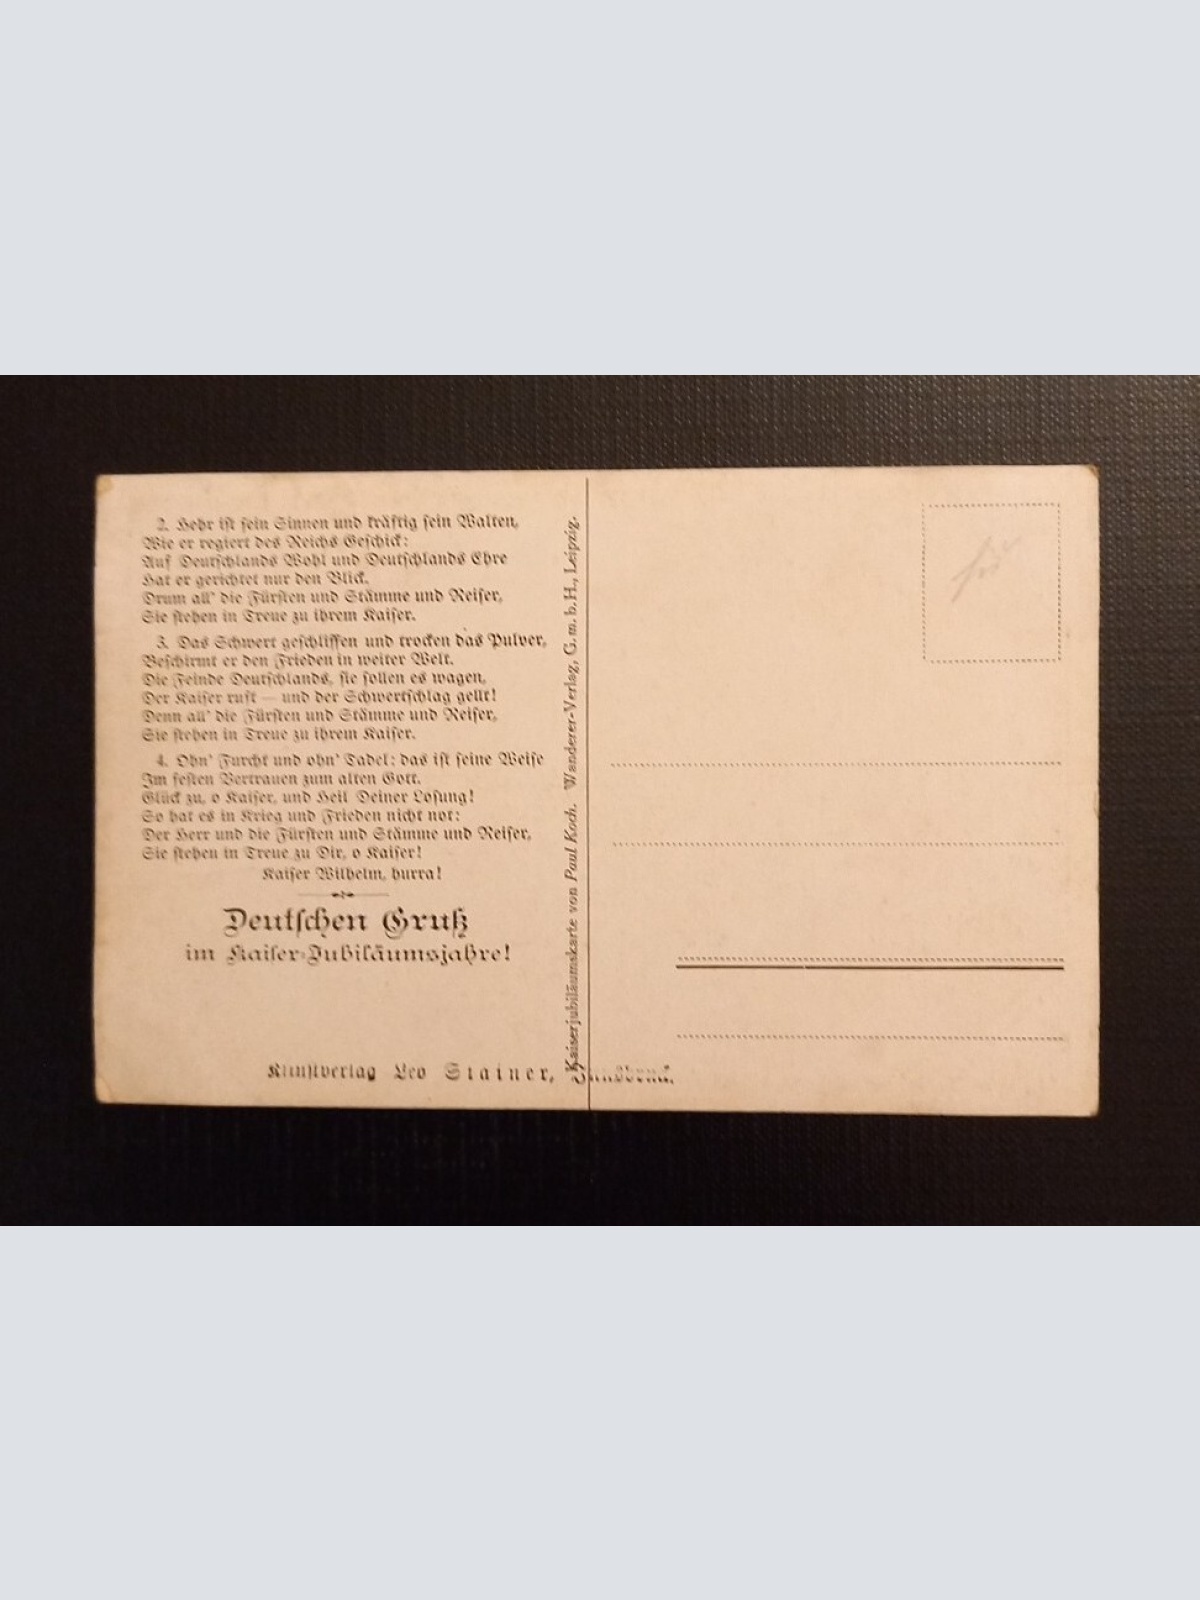 2. Hehr ist sein Sinnen und kräftig sein Walten,
Wie er regiert des Reichs Geschick:
Auf Deutschlands Wohl und Deutschlands Ehre
Hat er gerichtet nur den Blick.
Drum all' die Fürsten und Stämme und Reiser,
Sie stehen in Treue zu ihrem Kaiser.
3. Das Schwert geschliffen und trocken das Pulver,
Beschirmt er den Frieden in weiter Welt.
Die Feinde Deutschlands, sie sollen es wagen,
Der Kaiser ruft — und der Schwertschlag gellt!
Denn all' die Fürsten und Stämme und Reiser,
Sie stehen in Treue zu ihrem Kaiser.
4. Ohn' Furcht und ohn' Tadel: das ist seine Weise
Im festen Vertrauen zum alten Gott.
Glück zu, o Kaiser, und Heil Deiner Losung!
So hat es in Krieg und Frieden nicht not:
Der Herr und die Fürsten und Stämme und Reiser,
Sie stehen in Treue zu Dir, o Kaiser!
Kaiser Wilhelm, hurra!
Deutschen Gruß
im Kaiser-Jubiläumsjahre!
Kaiserjubiläumskarte von Paul Koch. Wanderer-Verlag, G. m. b. H., Leipzig.
Kunstverlag Leo Stainer, Innsbruck.